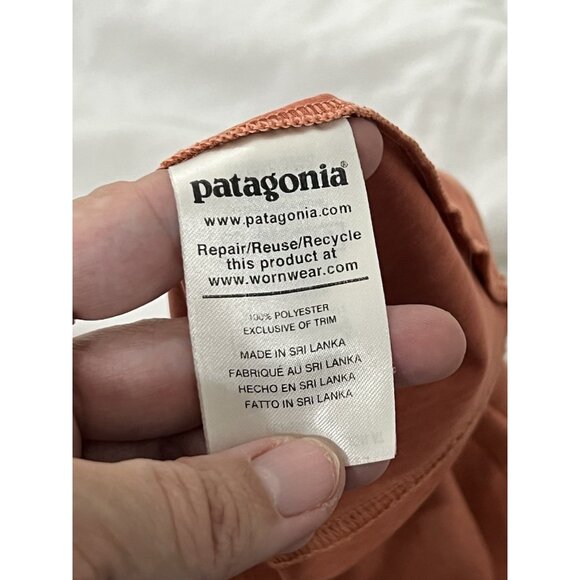 patagonia®
www.patagonia.com
Repair/Reuse/Recycle
this product at
www.wornwear.com
100% POLYESTER
EXCLUSIVE OF TRIM
MADE IN SRI LANKA
FABRIQUÉ AU SRI LANKA
HECHO EN SRI LANKA
FATTO IN SRI LANKA